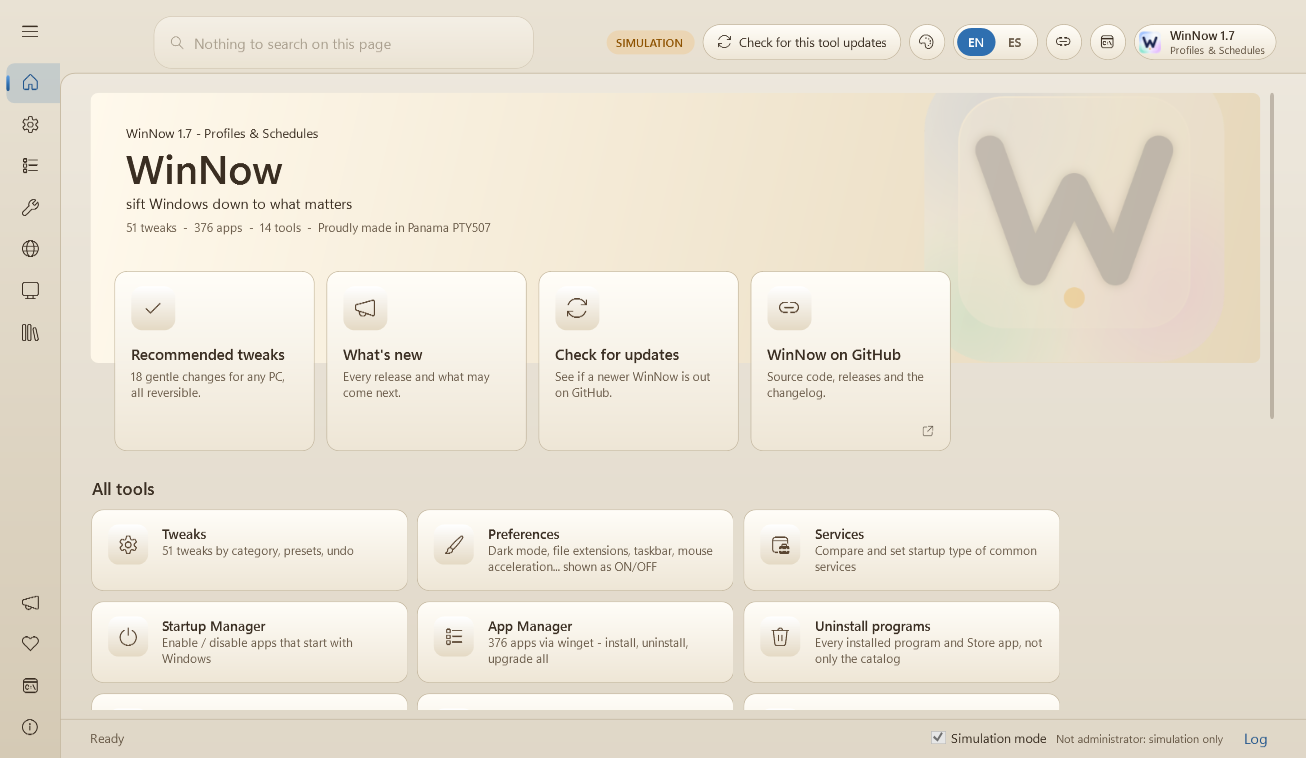 Nothing to search on this page
SIMULATION
Check for this tool updates
EN
ES
WinNow 1.7
Profiles & Schedules
WinNow 1.7 - Profiles & Schedules
WinNow
sift Windows down to what matters
51 tweaks - 376 apps - 14 tools - Proudly made in Panama PTY507
Recommended tweaks
18 gentle changes for any PC,
all reversible.
What's new
Every release and what may
come next.
Check for updates
See if a newer WinNow is out
on GitHub.
WinNow on GitHub
Source code, releases and the
changelog.
All tools
Tweaks
51 tweaks by category, presets, undo
Preferences
Dark mode, file extensions, taskbar, mouse
acceleration... shown as ON/OFF
Services
Compare and set startup type of common
services
Startup Manager
Enable / disable apps that start with
Windows
App Manager
376 apps via winget - install, uninstall,
upgrade all
Uninstall programs
Every installed program and Store app, not
only the catalog
Ready
Simulation mode
Not administrator: simulation only
Log